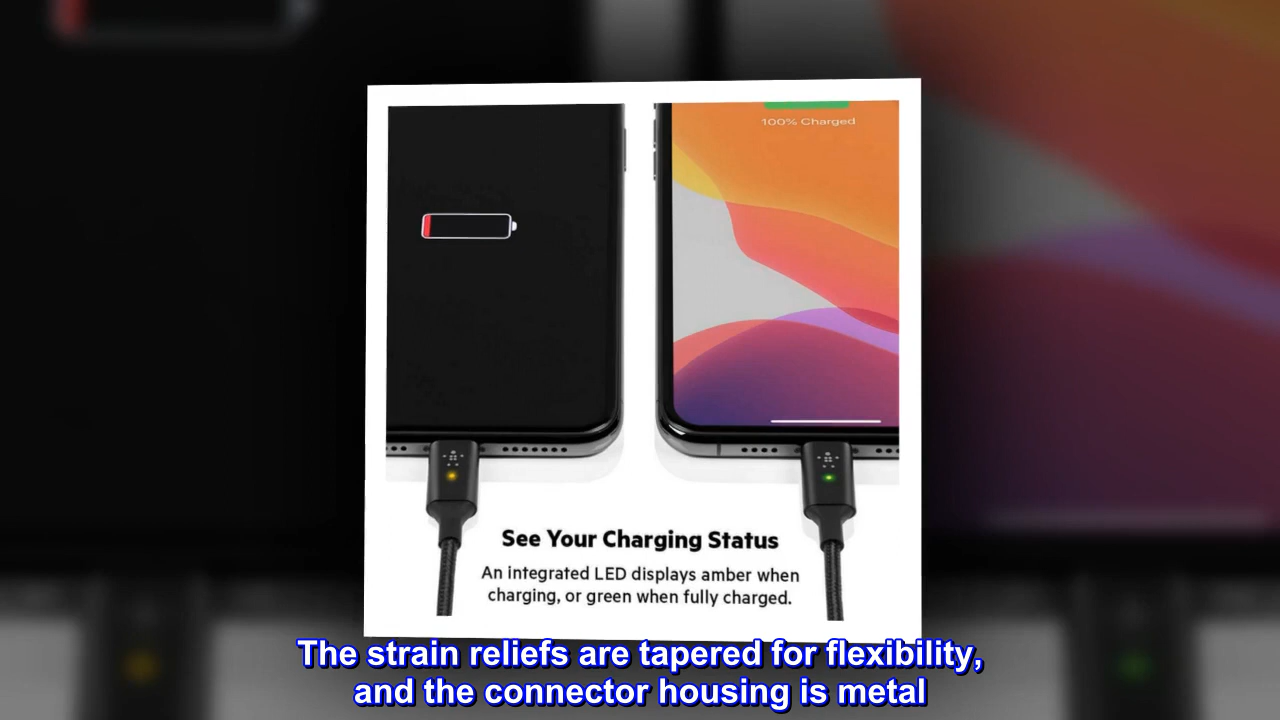 100% Charged
See Your Charging Status
An integrated LED displays amber when
charging, or green when fully charged.
The strain reliefs are tapered for flexibility,
and the connector housing is metal